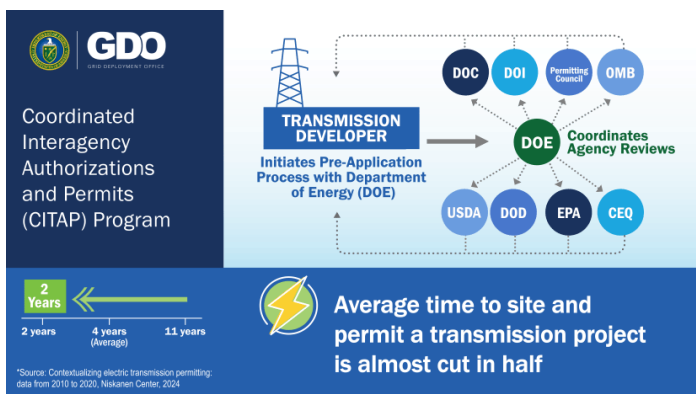 GDO
GRID DEPLOYMENT OFFICE
Coordinated
Interagency
Authorizations
and Permits
(CITAP) Program
TRANSMISSION
DEVELOPER
Initiates Pre-Application
Process with Department
of Energy (DOE)
DOC
DOI
Permitting
Council
OMB
DOE
Coordinates
Agency Reviews
USDA
DOD
EPA
CEQ
2
Years
2 years
4 years
(Average)
11 years
*Source: Contextualizing electric transmission permitting:
data from 2010 to 2020, Niskanen Center, 2024
Average time to site and
permit a transmission project
is almost cut in half